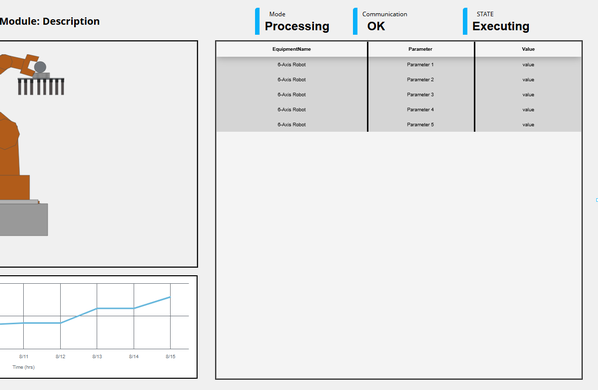 Module: Description
Mode
Processing
Communication
OK
STATE
Executing
EquipmentName Parameter Value
6-Axis Robot Parameter 1 value
6-Axis Robot Parameter 2 value
6-Axis Robot Parameter 3 value
6-Axis Robot Parameter 4 value
6-Axis Robot Parameter 5 value
8/11 8/12 8/13 8/14 8/15
Time (hrs)